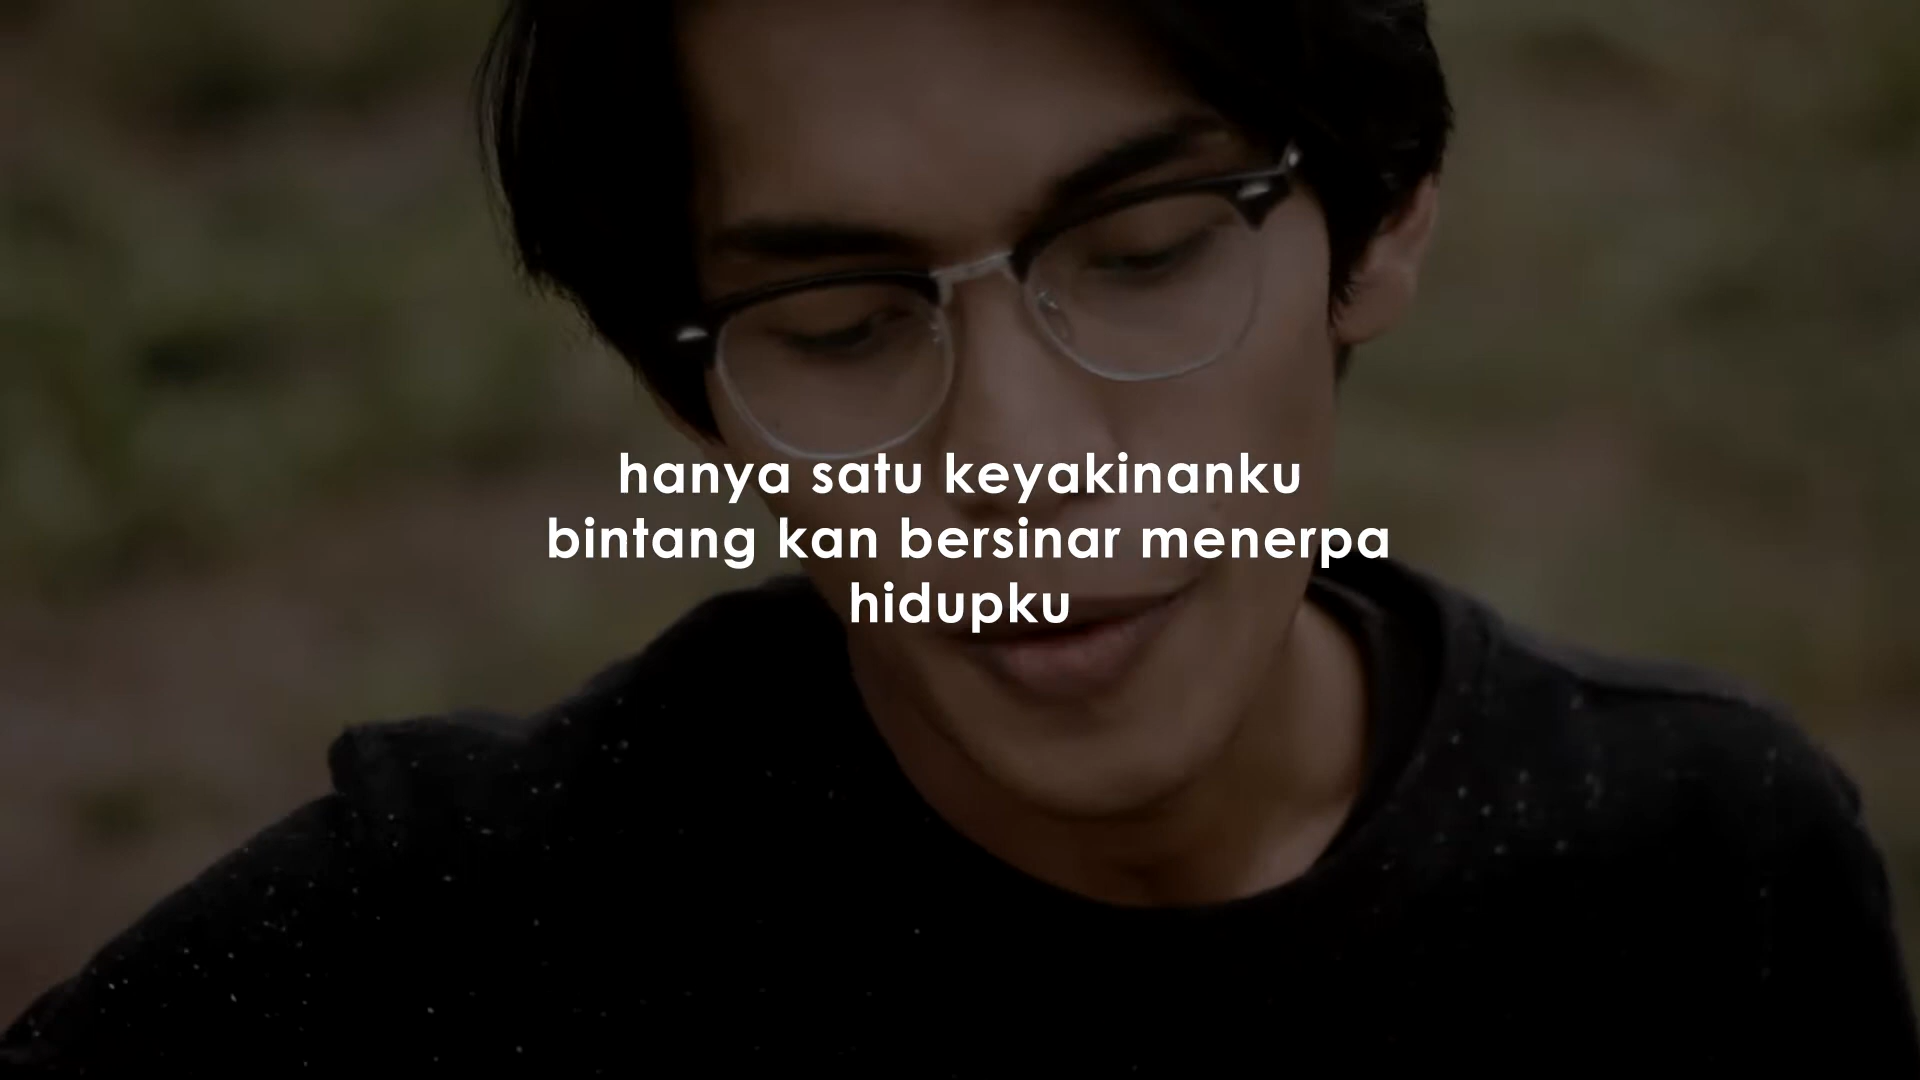 hanya satu keyakinanku
bintang kan bersinar menerpa
hidupku